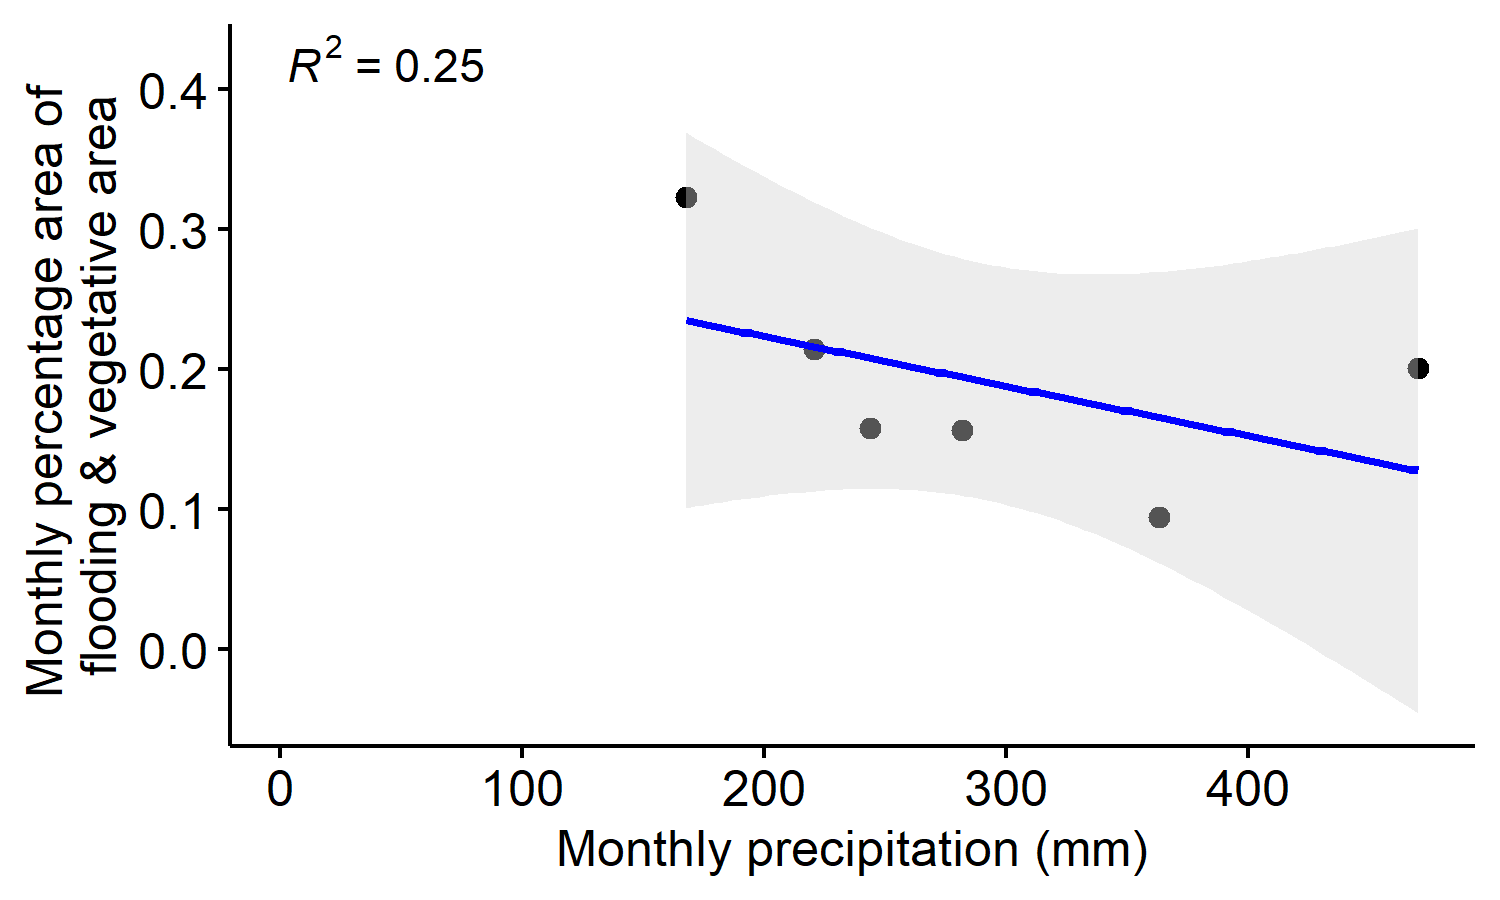 R² = 0.25
Monthly percentage area of
flooding & vegetative area
0.4
0.3
0.2
0.1
0.0
0 100 200 300 400
Monthly precipitation (mm)